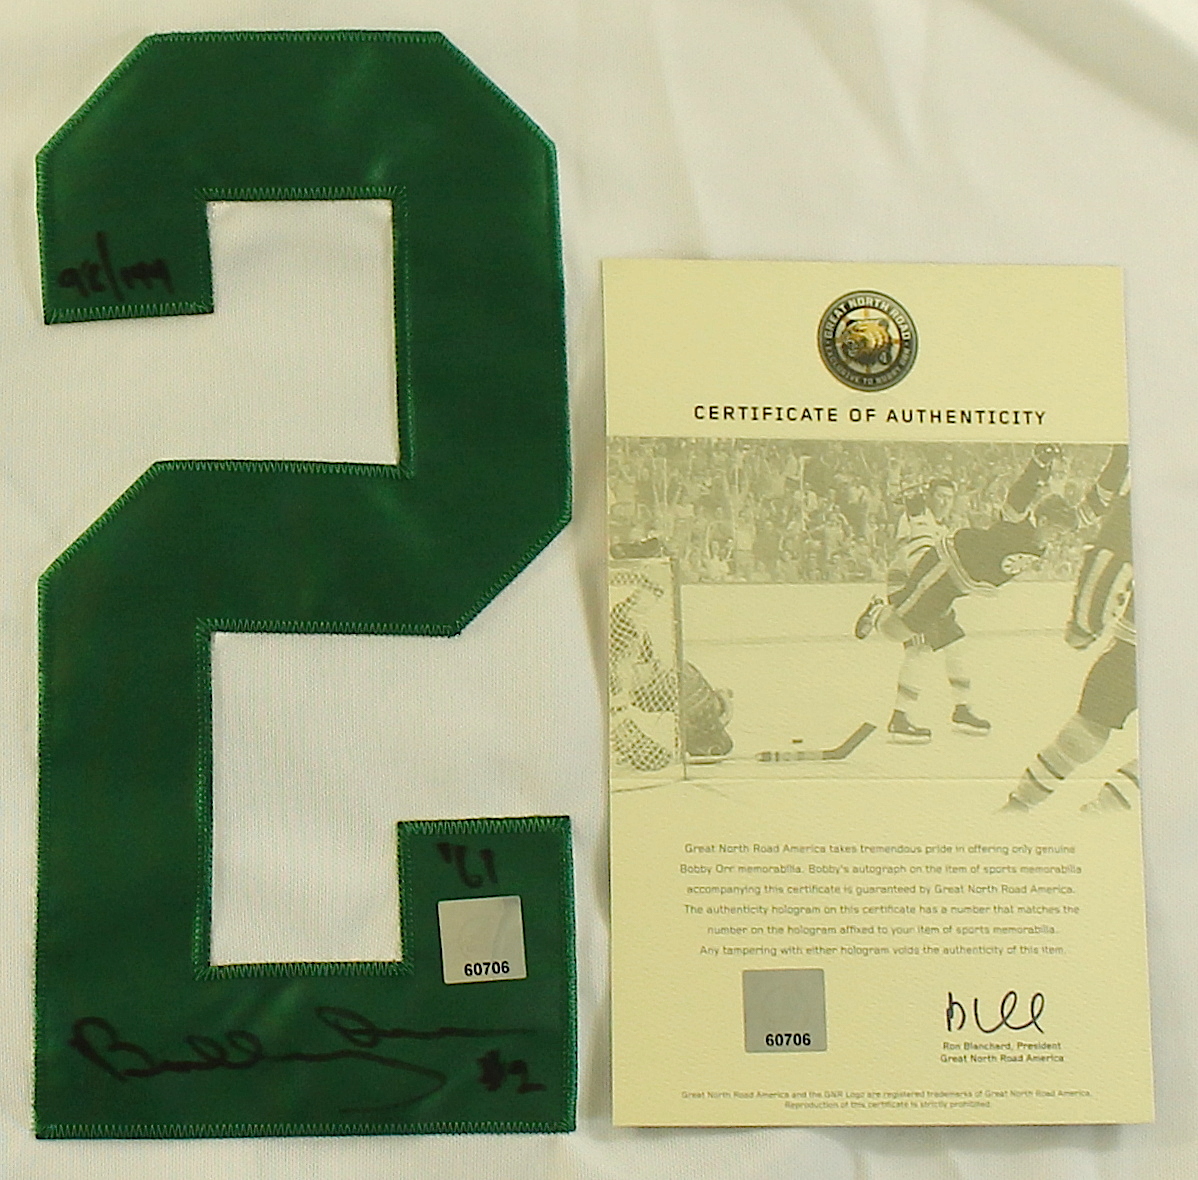 98/144
'61
60706
#2
GREAT NORTH ROAD
EXCLUSIVE TO BOBBY ORR
CERTIFICATE OF AUTHENTICITY
Great North Road America takes tremendous pride in offering only genuine
Bobby Orr memorabilia. Bobby's autograph on the item of sports memorabilia
accompanying this certificate is guaranteed by Great North Road America.
The authenticity hologram on this certificate has a number that matches the
number on the hologram affixed to your item of sports memorabilia.
Any tampering with either hologram voids the authenticity of this item.
60706
Ron Blanchard, President
Great North Road America
Great North Road America and the GNR Logo are registered trademarks of Great North Road America.
Reproduction of this certificate is strictly prohibited.